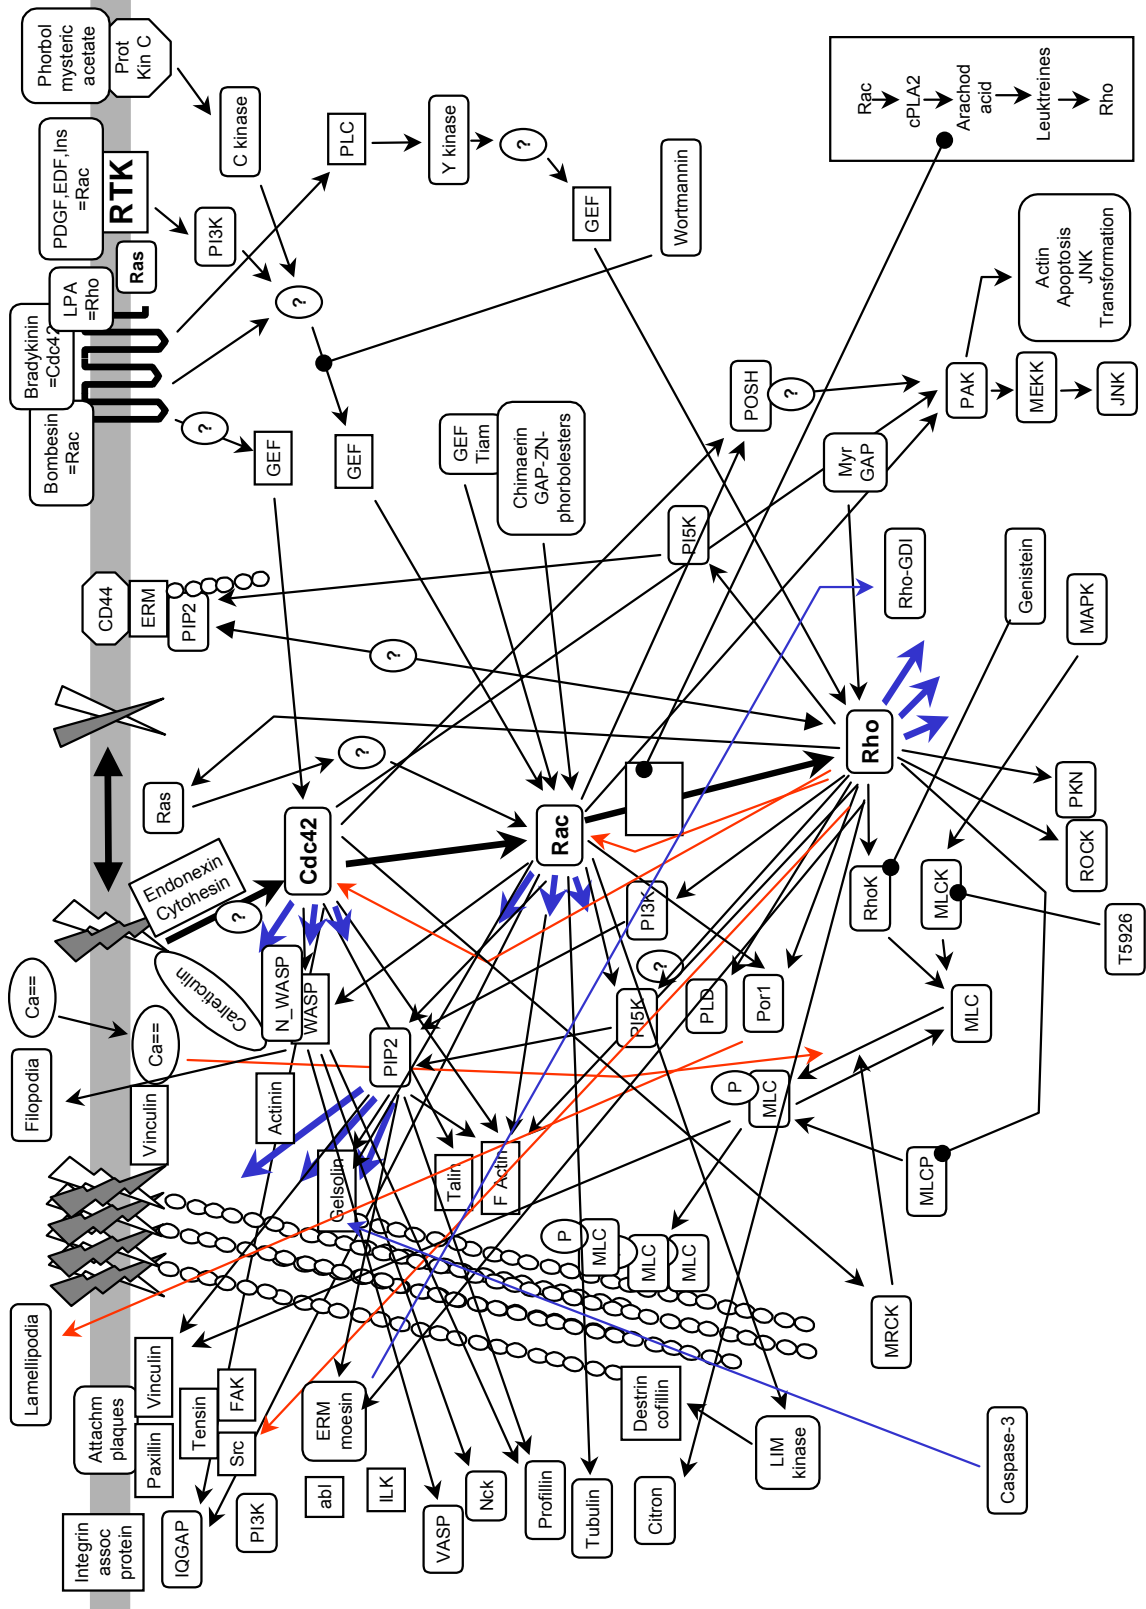 Integrin
assoc
protein
IQGAP
PI3K
Attachm
plaques
Paxillin
Vinculin
Tensin
Src
FAK
Lamellipodia
abl
ILK
ERM
moesin
VASP
Nck
Profillin
Tubulin
Citron
Destrin
cofillin
LIM
kinase
Caspase-3
MRCK
Filopodia
Vinculin
Actinin
Gelsolin
Talin
F Actin
P
MLC
MLC
MLC
P
MLC
MLCP
Ca==
Ca==
Calreticulin
Endonexin
Cytohesin
?
N_WASP
WASP
PIP2
PI5K
?
PLD
Por1
PI3K
MLC
T5926
RhoK
MLCK
ROCK
PKN
Ras
?
Cdc42
Rac
Rho
CD44
ERM
PIP2
?
PI5K
Rho-GDI
Genistein
MAPK
Bombesin
=Rac
Bradykinin
=Cdc42
LPA
=Rho
Ras
PDGF,EDF,Ins
=Rac
RTK
Phorbol
mysteric
acetate
Prot
Kin C
?
GEF
GEF
?
PI3K
C kinase
PLC
Y kinase
?
GEF
Wortmannin
GEF
Tiam
Chimaerin
GAP-ZN-
phorbolesters
POSH
?
Myr
GAP
PAK
MEKK
JNK
Actin
Apoptosis
JNK
Transformation
Rac
cPLA2
Arachod
acid
Leuktreines
Rho